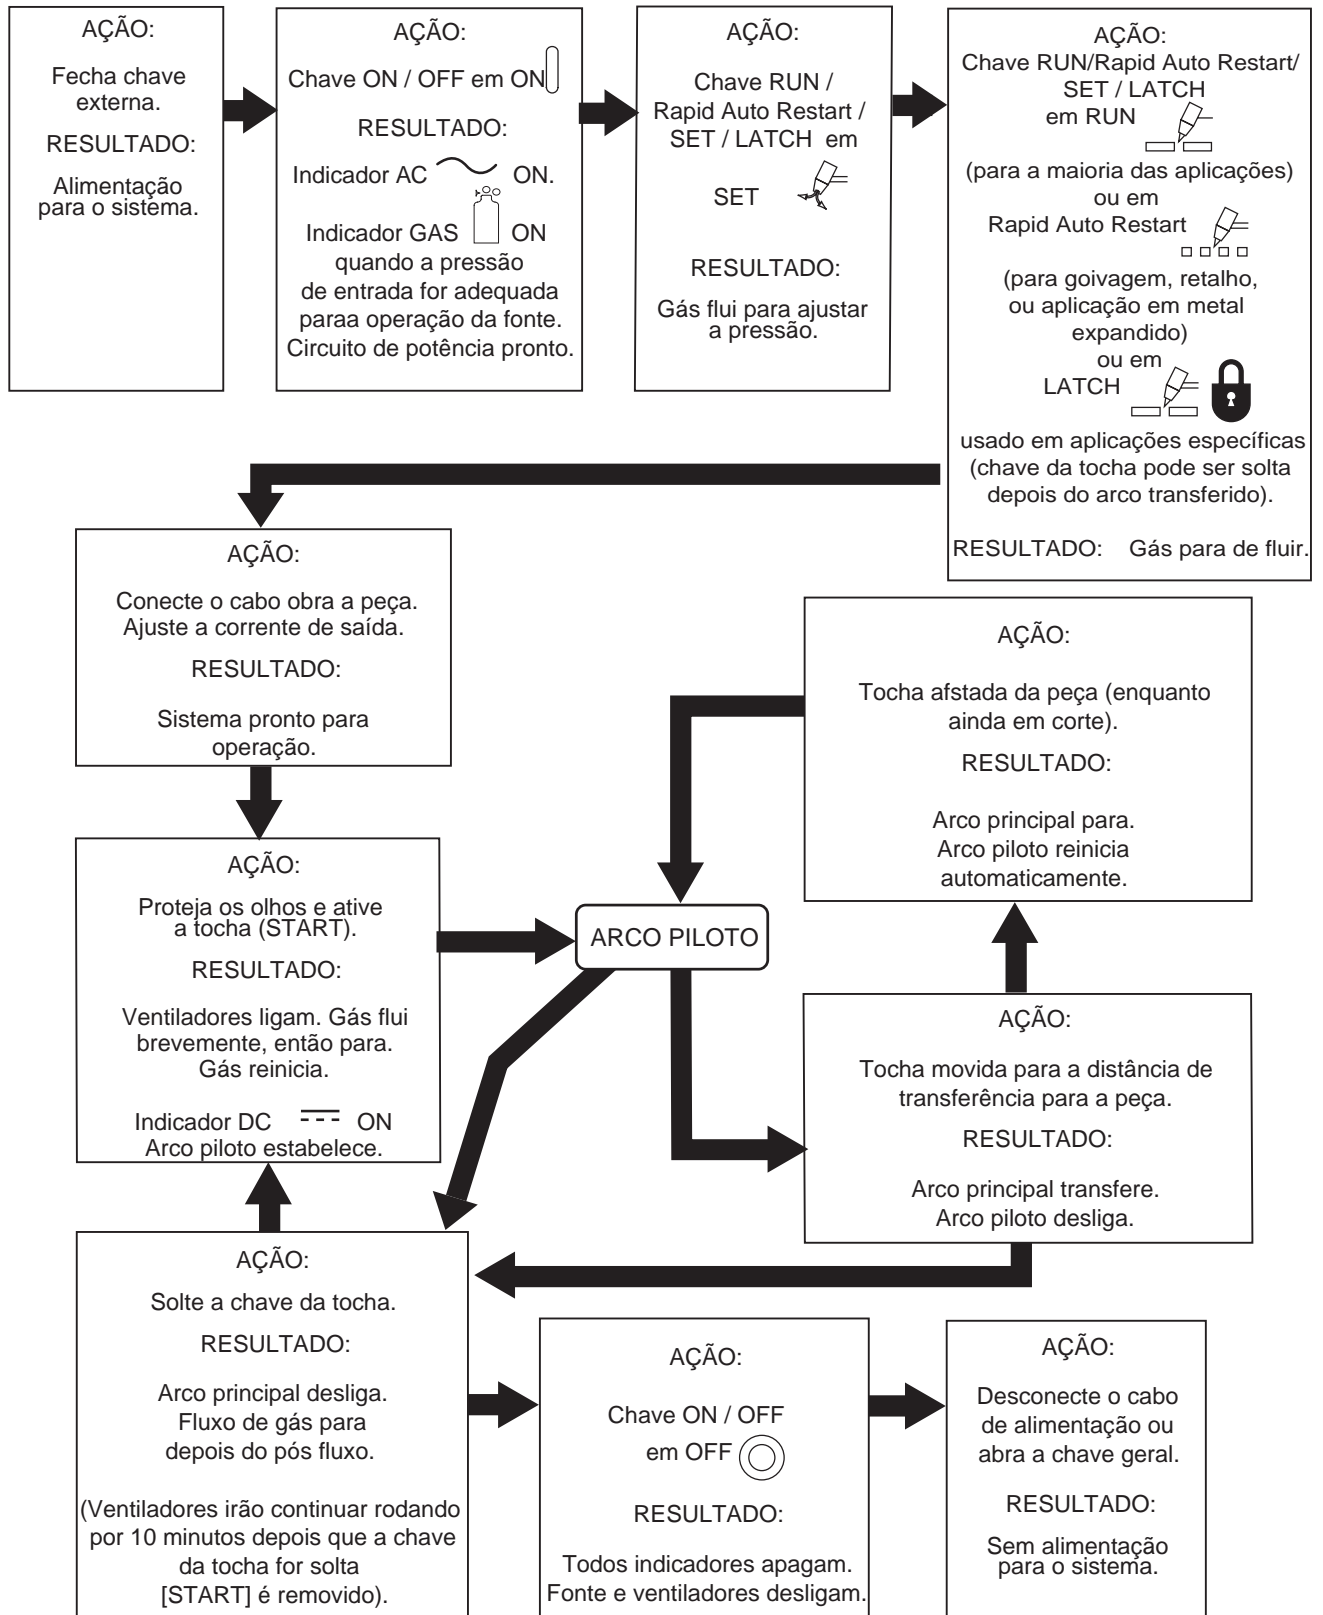 AÇÃO:
Fecha chave
externa.
RESULTADO:
Alimentação
para o sistema.
AÇÃO:
Chave ON / OFF em ON
RESULTADO:
Indicador AC ON.
Indicador GAS ON
quando a pressão
de entrada for adequada
paraa operação da fonte.
Circuito de potência pronto.
AÇÃO:
Chave RUN /
Rapid Auto Restart /
SET / LATCH em
SET
RESULTADO:
Gás flui para ajustar
a pressão.
AÇÃO:
Chave RUN/Rapid Auto Restart/
SET / LATCH
em RUN
(para a maioria das aplicações)
ou em
Rapid Auto Restart
(para goivagem, retalho,
ou aplicação em metal
expandido)
ou em
LATCH
usado em aplicações específicas
(chave da tocha pode ser solta
depois do arco transferido).
RESULTADO: Gás para de fluir.
AÇÃO:
Conecte o cabo obra a peça.
Ajuste a corrente de saída.
RESULTADO:
Sistema pronto para
operação.
AÇÃO:
Proteja os olhos e ative
a tocha (START).
RESULTADO:
Ventiladores ligam. Gás flui
brevemente, então para.
Gás reinicia.
Indicador DC ON
Arco piloto estabelece.
ARCO PILOTO
AÇÃO:
Tocha afstada da peça (enquanto
ainda em corte).
RESULTADO:
Arco principal para.
Arco piloto reinicia
automaticamente.
AÇÃO:
Tocha movida para a distância de
transferência para a peça.
RESULTADO:
Arco principal transfere.
Arco piloto desliga.
AÇÃO:
Solte a chave da tocha.
RESULTADO:
Arco principal desliga.
Fluxo de gás para
depois do pós fluxo.
(Ventiladores irão continuar rodando
por 10 minutos depois que a chave
da tocha for solta
[START] é removido).
AÇÃO:
Chave ON / OFF
em OFF
RESULTADO:
Todos indicadores apagam.
Fonte e ventiladores desligam.
AÇÃO:
Desconecte o cabo
de alimentação ou
abra a chave geral.
RESULTADO:
Sem alimentação
para o sistema.